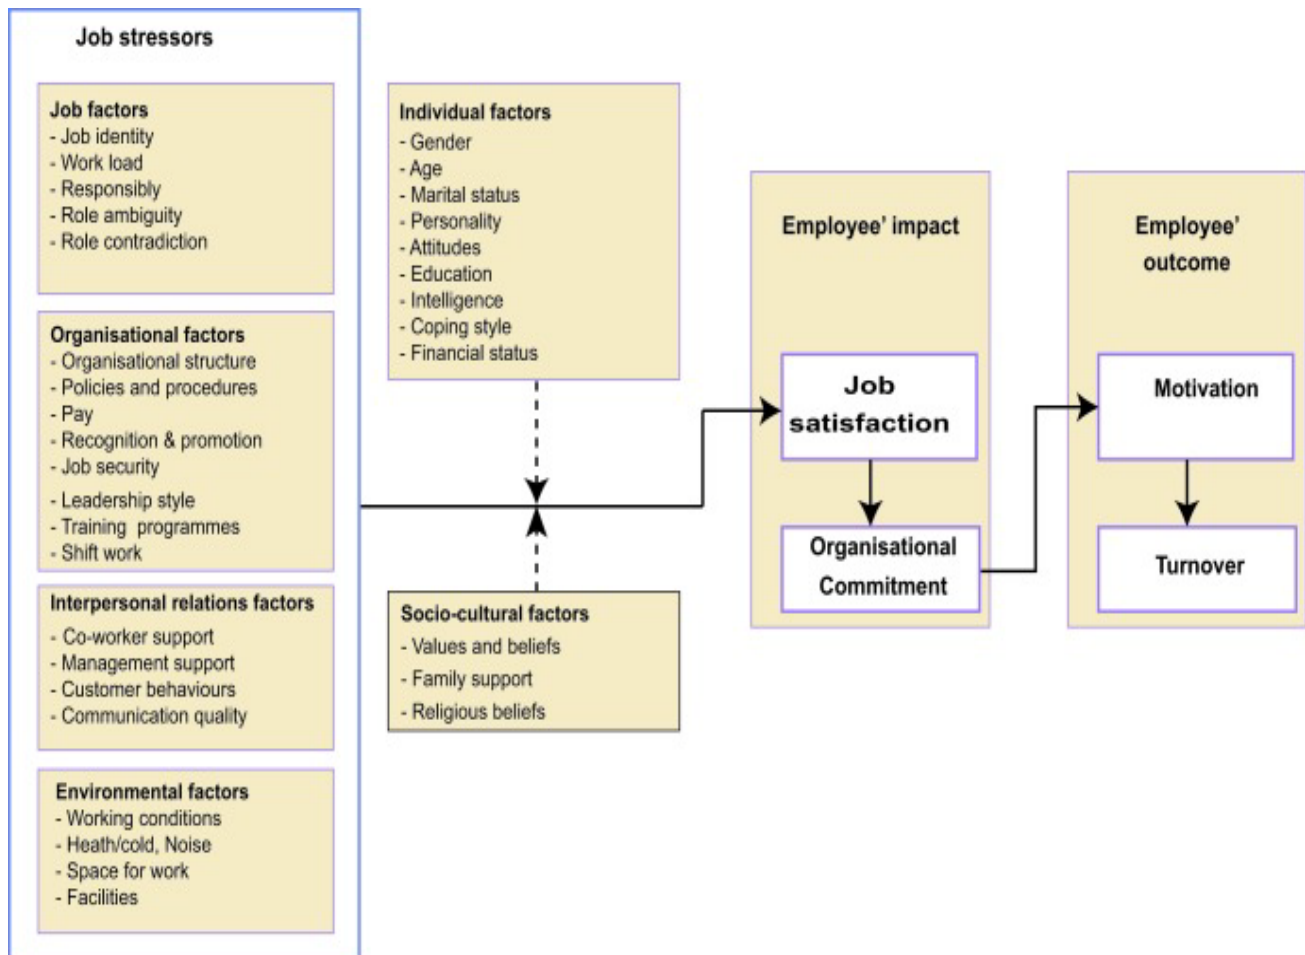 Job stressors
Job factors
- Job identity
- Work load
- Responsibly
- Role ambiguity
- Role contradiction
Organisational factors
- Organisational structure
- Policies and procedures
- Pay
- Recognition & promotion
- Job security
- Leadership style
- Training programmes
- Shift work
Interpersonal relations factors
- Co-worker support
- Management support
- Customer behaviours
- Communication quality
Environmental factors
- Working conditions
- Heath/cold, Noise
- Space for work
- Facilities
Individual factors
- Gender
- Age
- Marital status
- Personality
- Attitudes
- Education
- Intelligence
- Coping style
- Financial status
Socio-cultural factors
- Values and beliefs
- Family support
- Religious beliefs
Employee' impact
Job
satisfaction
Organisational
Commitment
Employee'
outcome
Motivation
Turnover